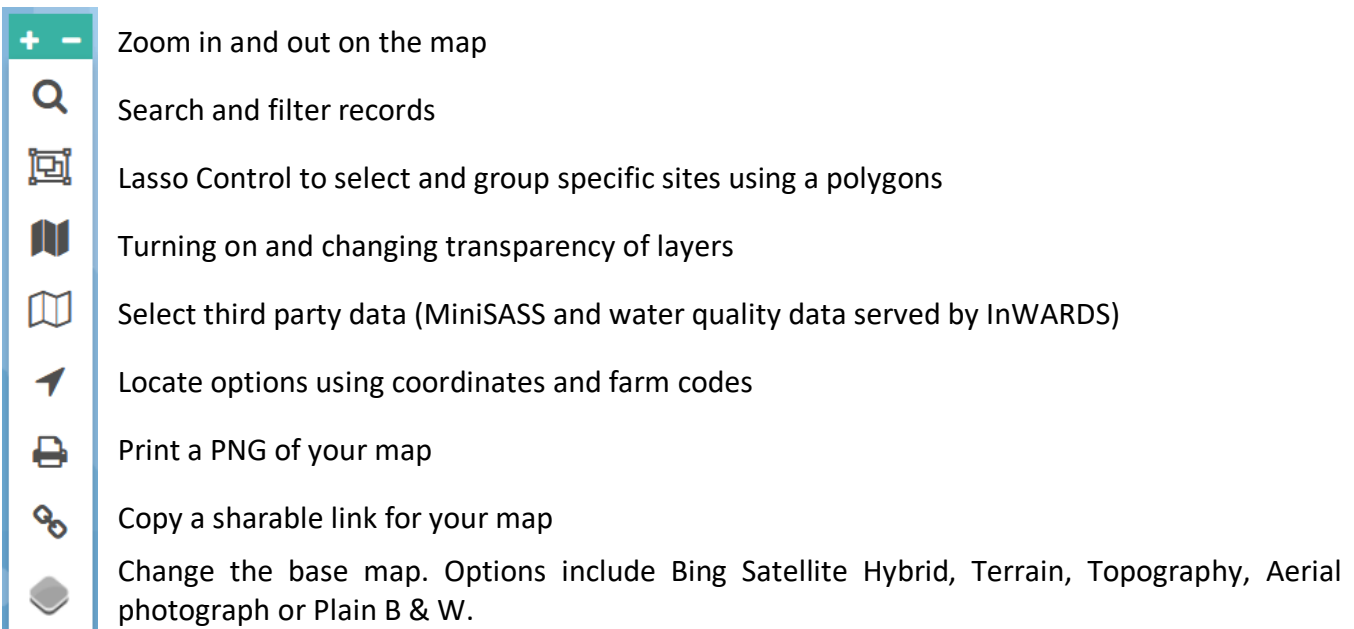 + -
Zoom in and out on the map
Search and filter records
Lasso Control to select and group specific sites using a polygons
Turning on and changing transparency of layers
Select third party data (MiniSASS and water quality data served by InWARDS)
Locate options using coordinates and farm codes
Print a PNG of your map
Copy a sharable link for your map
Change the base map. Options include Bing Satellite Hybrid, Terrain, Topography, Aerial
photograph or Plain B & W.